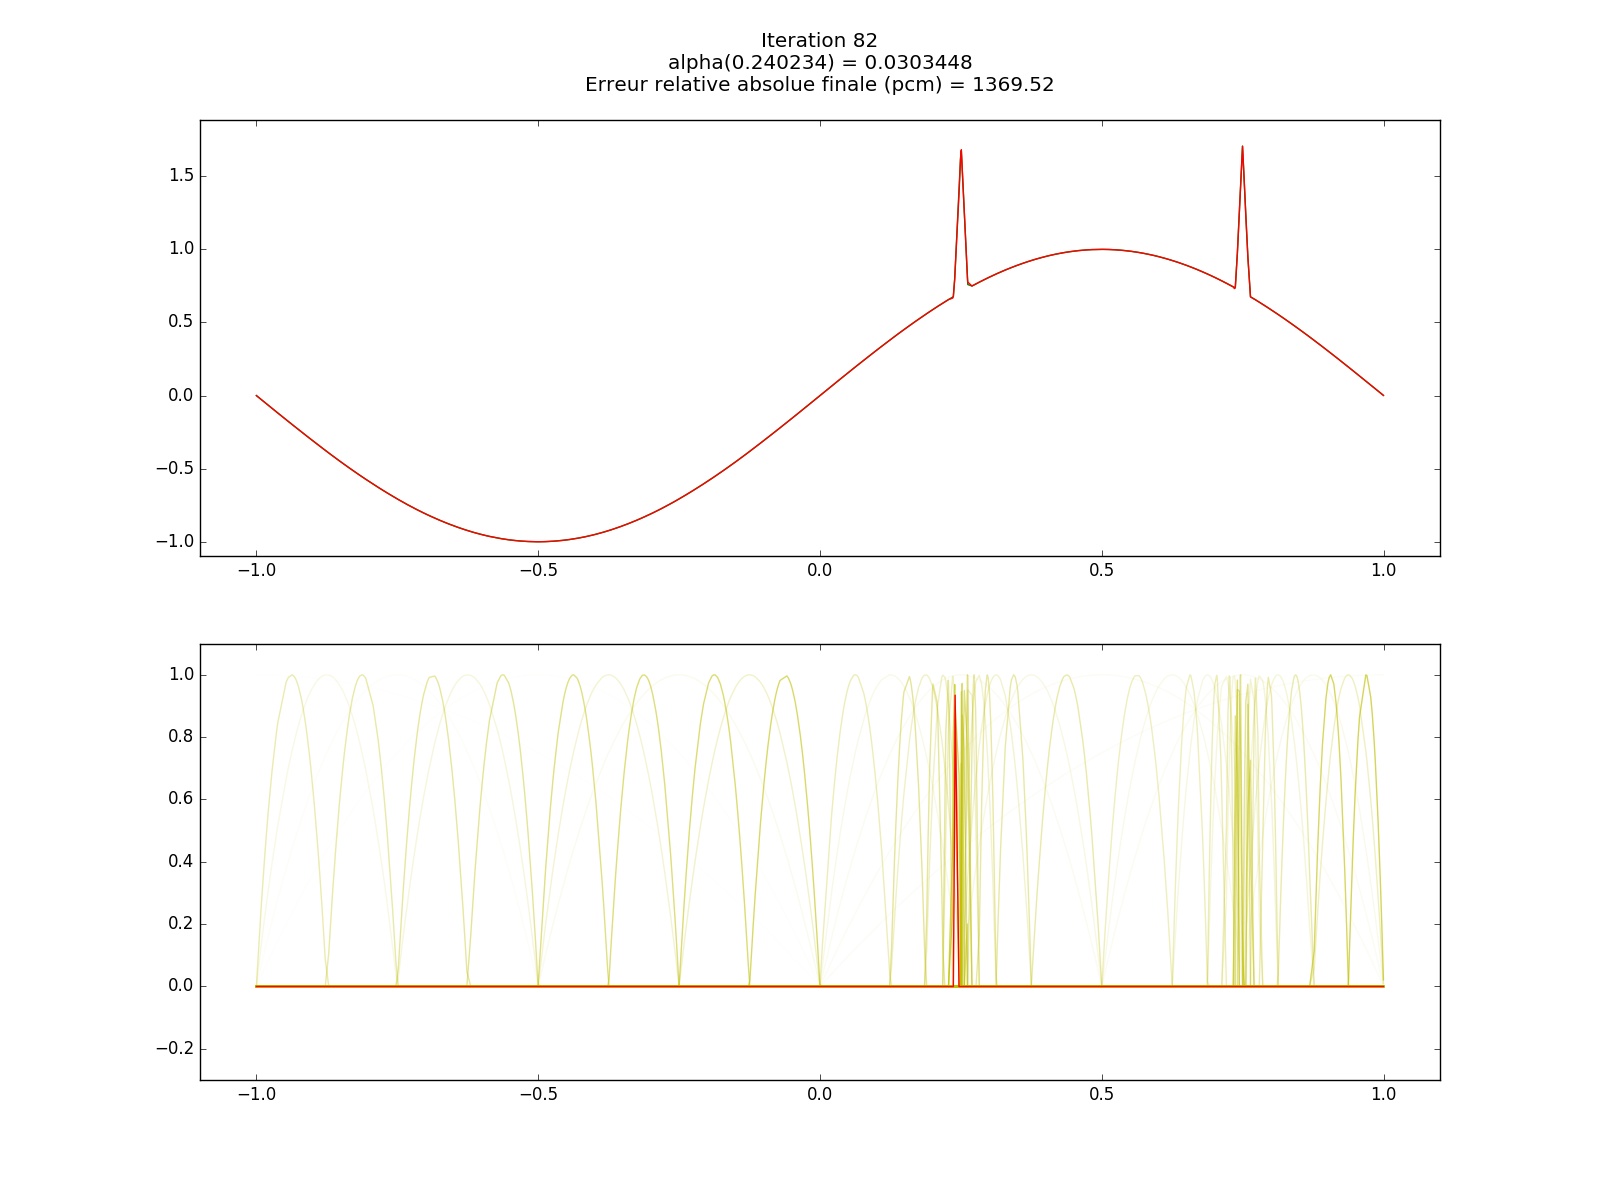 Iteration 82
alpha(0.240234) = 0.0303448
Erreur relative absolue finale (pcm) = 1369.52
1.5
1.0
0.5
0.0
−0.5
−1.0
−1.0 −0.5 0.0 0.5 1.0
1.0
0.8
0.6
0.4
0.2
0.0
−0.2
−1.0 −0.5 0.0 0.5 1.0